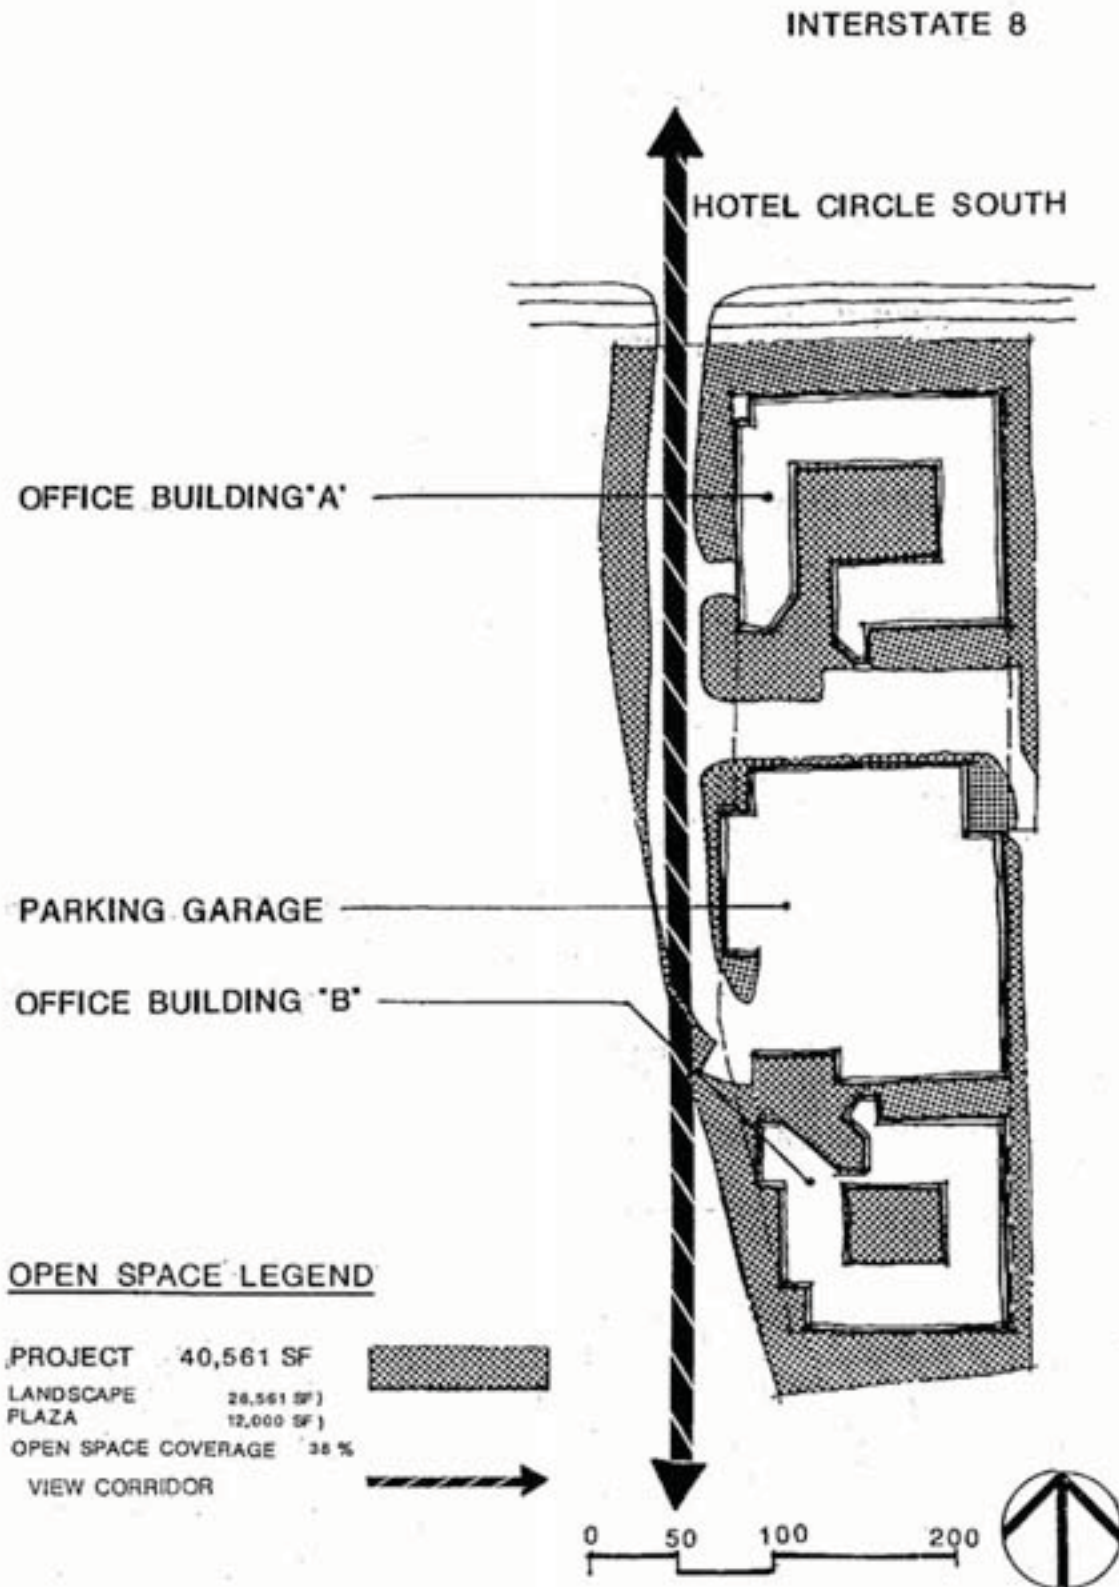 INTERSTATE 8
HOTEL CIRCLE SOUTH
OFFICE BUILDING "A"
PARKING GARAGE
OFFICE BUILDING "B"
OPEN SPACE LEGEND
PROJECT 40,561 SF
LANDSCAPE 28,561 SF)
PLAZA 12,000 SF)
OPEN SPACE COVERAGE 38 %
VIEW CORRIDOR
0 50 100 200